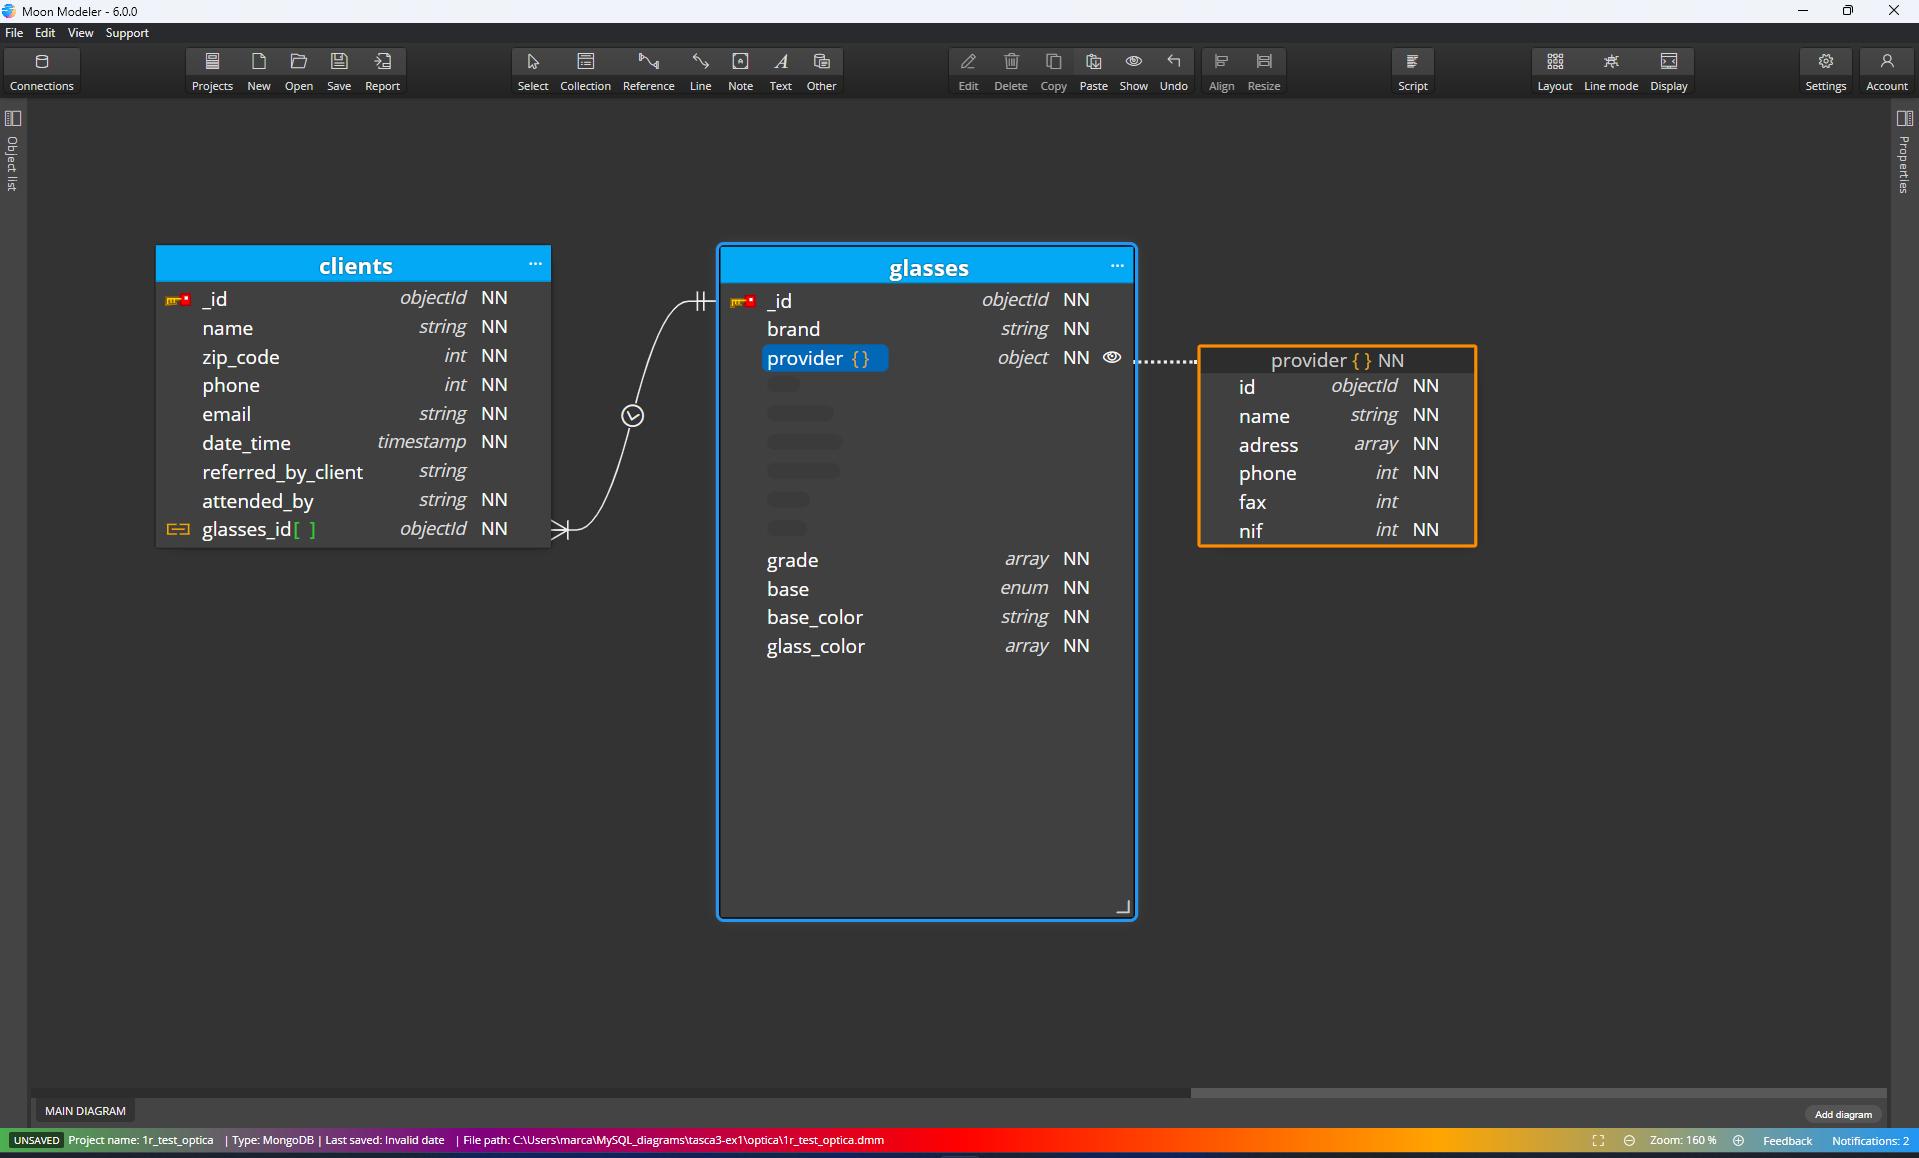 Moon Modeler - 6.0.0
File Edit View Support
Connections Projects New Open Save Report Select Collection Reference Line Note Text Other Edit Delete Copy Paste Show Undo Align Resize Script Layout Line mode Display Settings Account
Object list
Properties
clients ...
_id objectId NN
name string NN
zip_code int NN
phone int NN
email string NN
date_time timestamp NN
referred_by_client string
attended_by string NN
glasses_id[ ] objectId NN
glasses ...
_id objectId NN
brand string NN
provider { } object NN
grade array NN
base enum NN
base_color string NN
glass_color array NN
provider { } NN
id objectId NN
name string NN
adress array NN
phone int NN
fax int
nif int NN
MAIN DIAGRAM
Add diagram
UNSAVED Project name: 1r_test_optica | Type: MongoDB | Last saved: Invalid date | File path: C:\Users\marca\MySQL_diagrams\tasca3-ex1\optica\1r_test_optica.dmm Zoom: 160 % Feedback Notifications: 2